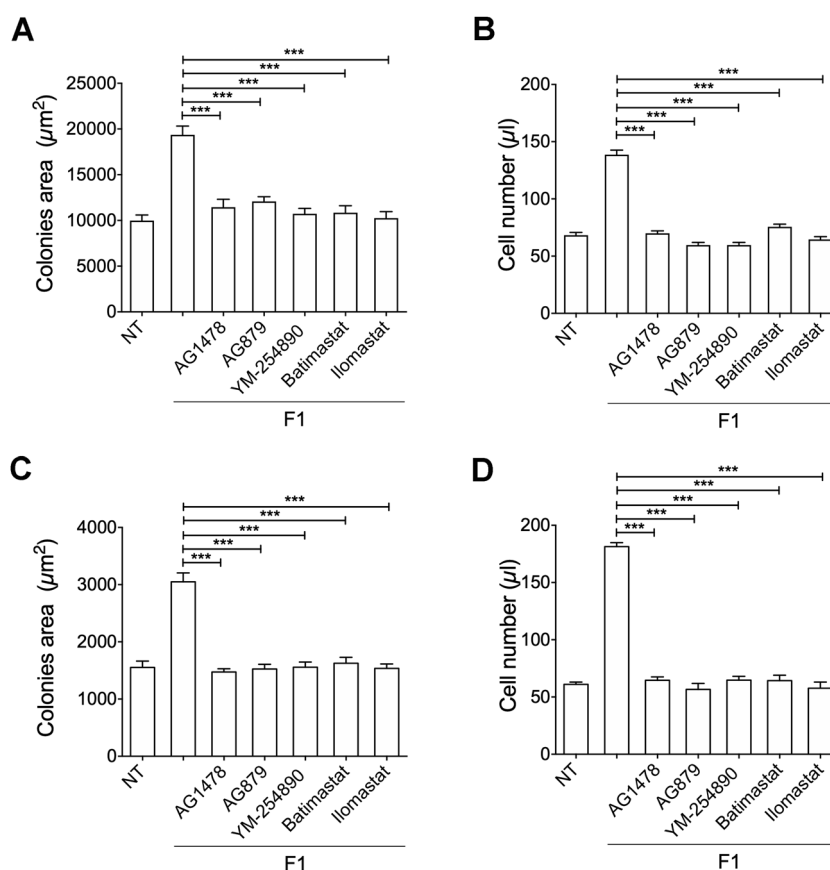 A
Colonies area (µm²)
25000
20000
15000
10000
5000
0
***
***
***
***
***
NT
AG1478
AG879
YM-254890
Batimastat
Ilomastat
F1
B
Cell number (µl)
200
150
100
50
0
***
***
***
***
***
NT
AG1478
AG879
YM-254890
Batimastat
Ilomastat
F1
C
Colonies area (µm²)
4000
3000
2000
1000
0
***
***
***
***
***
NT
AG1478
AG879
YM-254890
Batimastat
Ilomastat
F1
D
Cell number (µl)
200
150
100
50
0
***
***
***
***
***
NT
AG1478
AG879
YM-254890
Batimastat
Ilomastat
F1